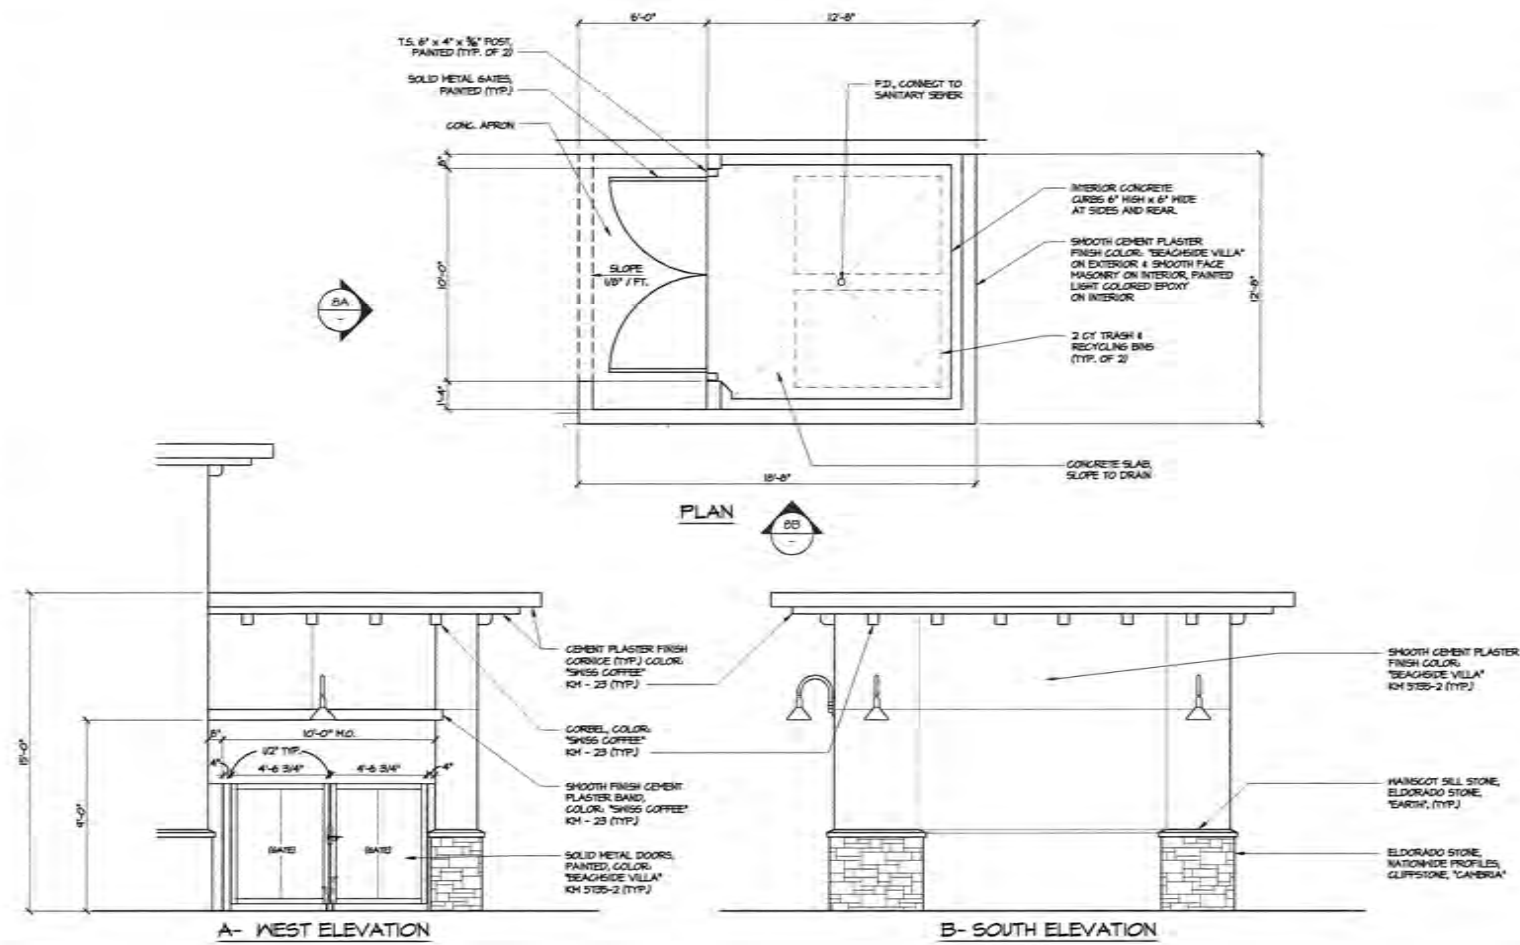 6'-0"
12'-8"
T.S. 6" x 4" x 3/16" POST,
PAINTED (TYP. OF 2)
SOLID METAL GATES,
PAINTED (TYP.)
CONC. APRON
F.D., CONNECT TO
SANITARY SEWER
8"
10'-0"
1'-4"
SLOPE
1/8" / FT.
INTERIOR CONCRETE
CURBS 6" HIGH x 6" WIDE
AT SIDES AND REAR.
SMOOTH CEMENT PLASTER
FINISH COLOR: "BEACHSIDE VILLA"
ON EXTERIOR & SMOOTH FACE
MASONRY ON INTERIOR, PAINTED
LIGHT COLORED EPOXY
ON INTERIOR
12'-8"
2 CY TRASH &
RECYCLING BINS
(TYP. OF 2)
8A
-
CONCRETE SLAB,
SLOPE TO DRAIN
18'-8"
PLAN
8B
-
CEMENT PLASTER FINISH
CORNICE (TYP.) COLOR:
"SWISS COFFEE"
KM - 23 (TYP.)
CORBEL, COLOR:
"SWISS COFFEE"
KM - 23 (TYP.)
SMOOTH FINISH CEMENT
PLASTER BAND,
COLOR: "SWISS COFFEE"
KM - 23 (TYP.)
SOLID METAL DOORS,
PAINTED, COLOR:
"BEACHSIDE VILLA"
KM 5735-2 (TYP.)
15'-0"
8"
10'-0" M.O.
1/2" TYP.
4"
4'-6 3/4"
4'-6 3/4"
4"
(GATE)
(GATE)
A- WEST ELEVATION
SMOOTH CEMENT PLASTER
FINISH COLOR:
"BEACHSIDE VILLA"
KM 5735-2 (TYP.)
WAINSCOT SILL STONE,
ELDORADO STONE,
"EARTH", (TYP.)
ELDORADO STONE,
NATIONWIDE PROFILES,
CLIFFSTONE, "CAMBRIA"
B- SOUTH ELEVATION